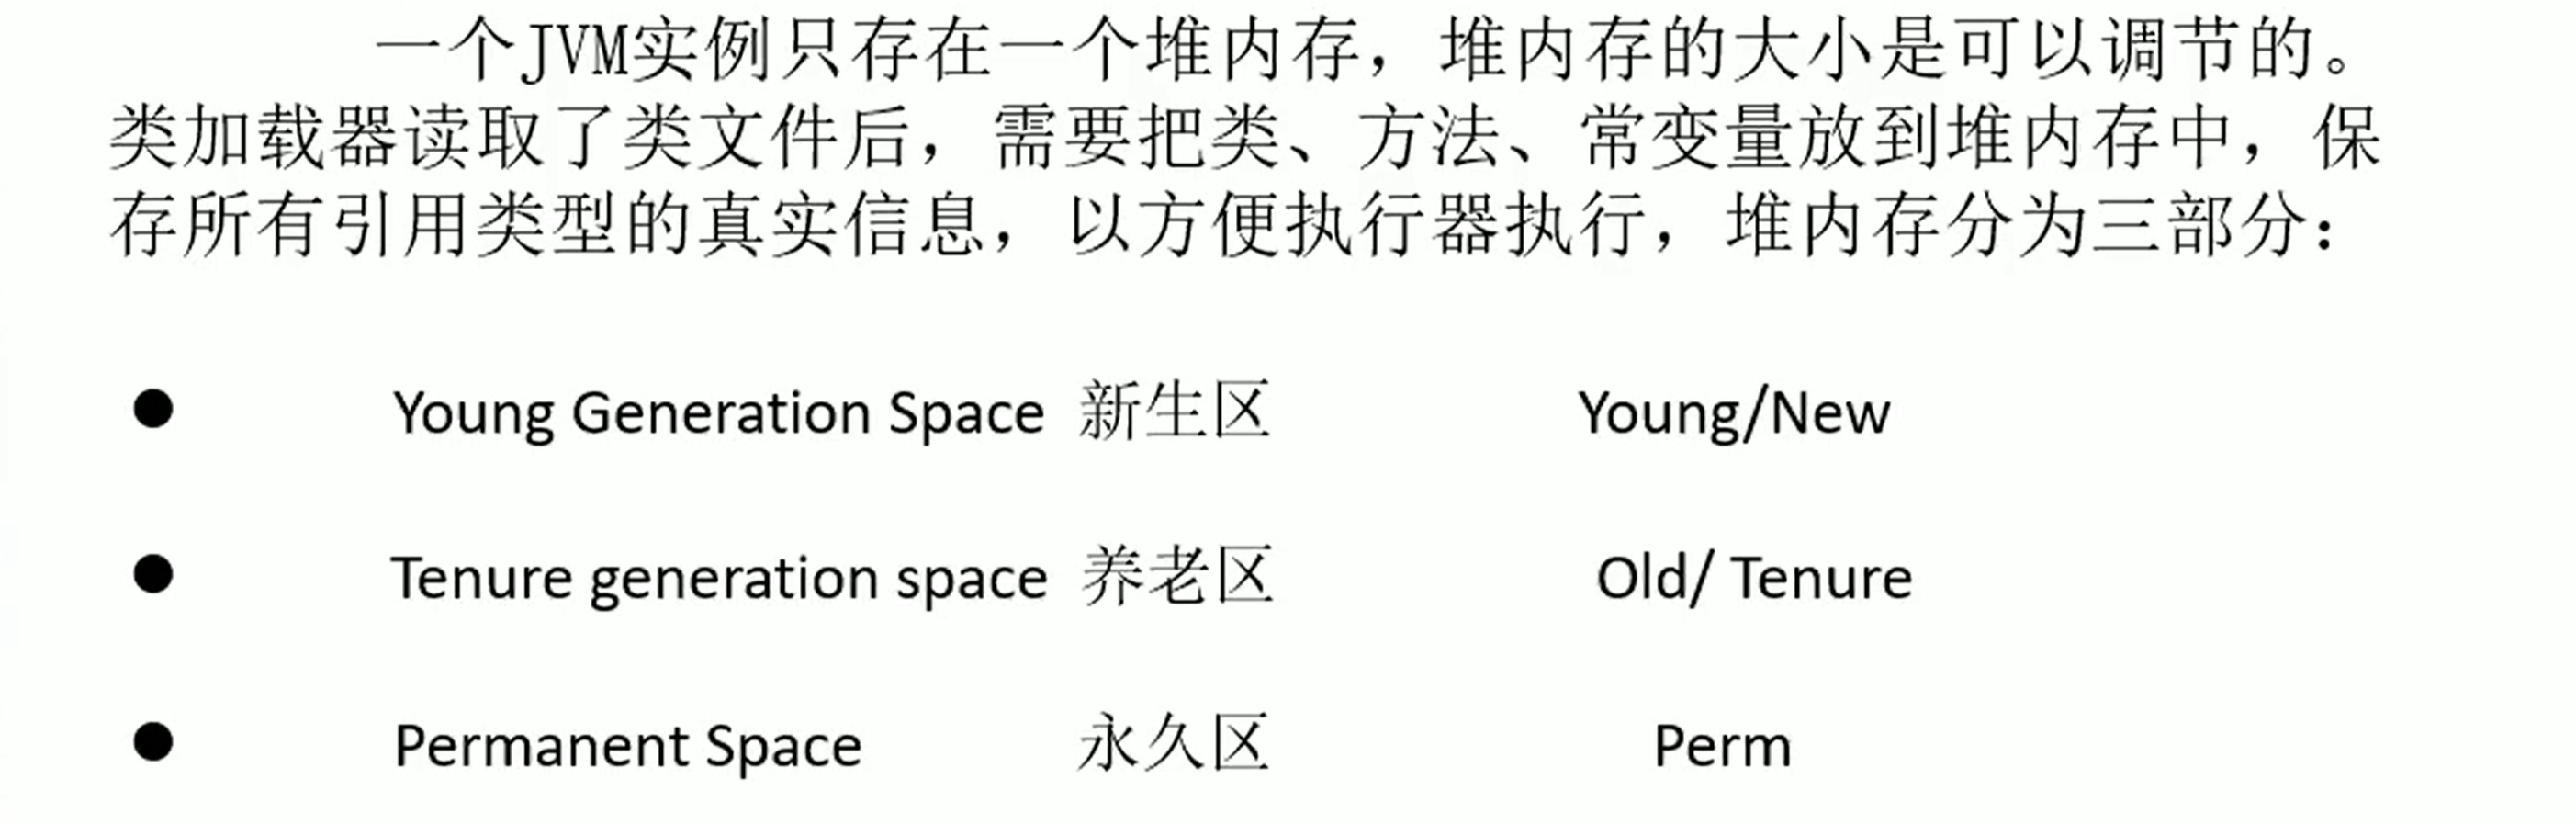 一个JVM实例只存在一个堆内存，堆内存的大小是可以调节的。
类加载器读取了类文件后，需要把类、方法、常变量放到堆内存中，保
存所有引用类型的真实信息，以方便执行器执行，堆内存分为三部分：
● Young Generation Space 新生区 Young/New
● Tenure generation space 养老区 Old/ Tenure
● Permanent Space 永久区 Perm